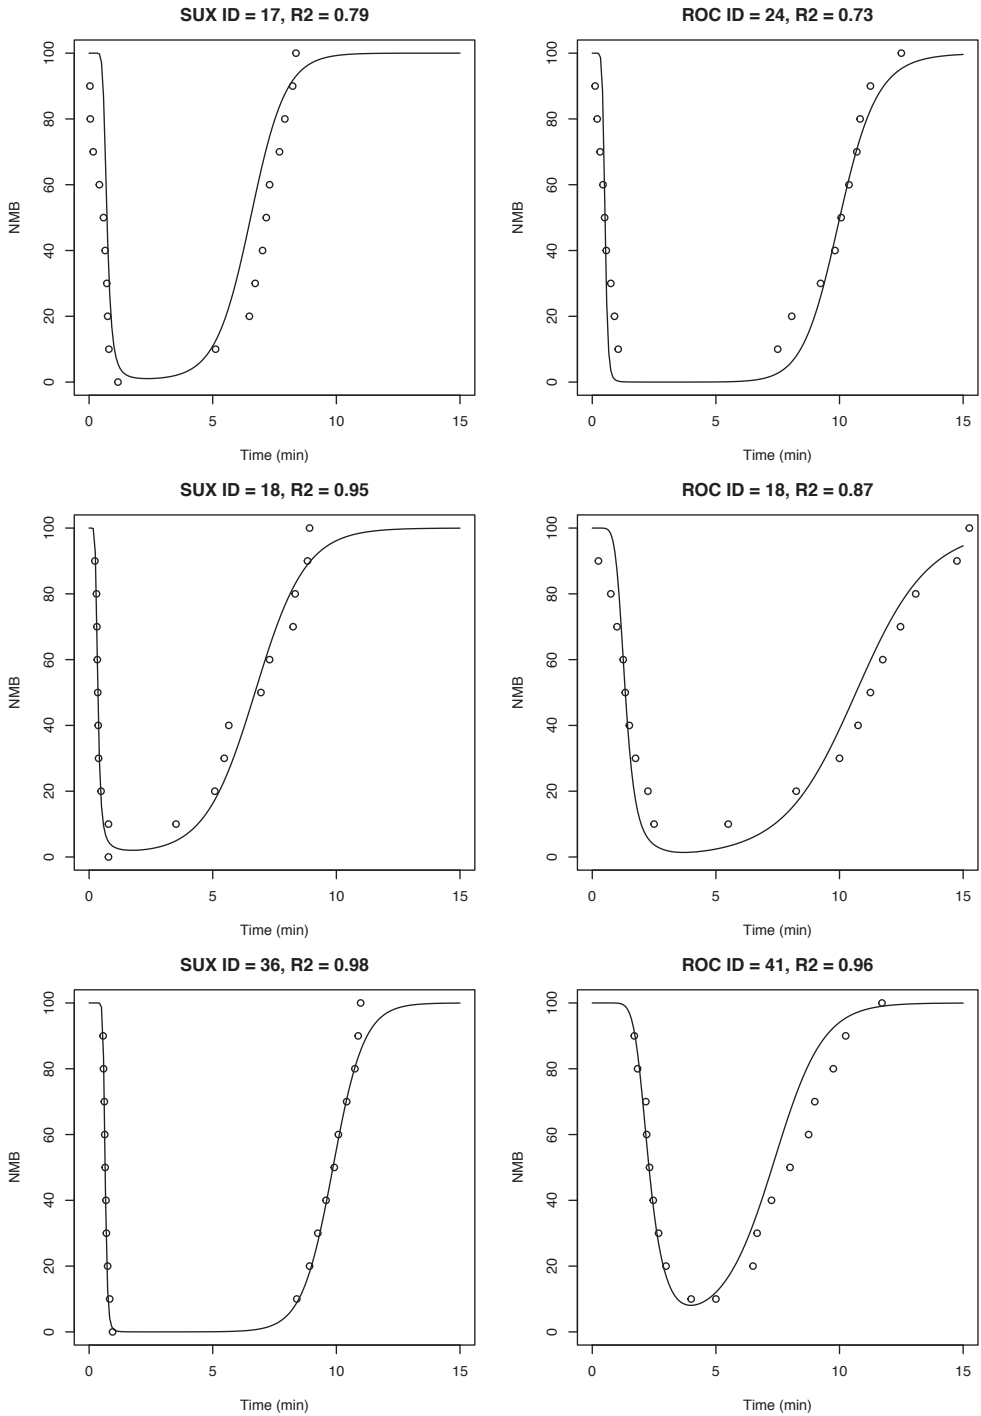 SUX ID = 17, R2 = 0.79
NMB
100
80
60
40
20
0
0 5 10 15
Time (min)
ROC ID = 24, R2 = 0.73
NMB
100
80
60
40
20
0
0 5 10 15
Time (min)
SUX ID = 18, R2 = 0.95
NMB
100
80
60
40
20
0
0 5 10 15
Time (min)
ROC ID = 18, R2 = 0.87
NMB
100
80
60
40
20
0
0 5 10 15
Time (min)
SUX ID = 36, R2 = 0.98
NMB
100
80
60
40
20
0
0 5 10 15
Time (min)
ROC ID = 41, R2 = 0.96
NMB
100
80
60
40
20
0
0 5 10 15
Time (min)